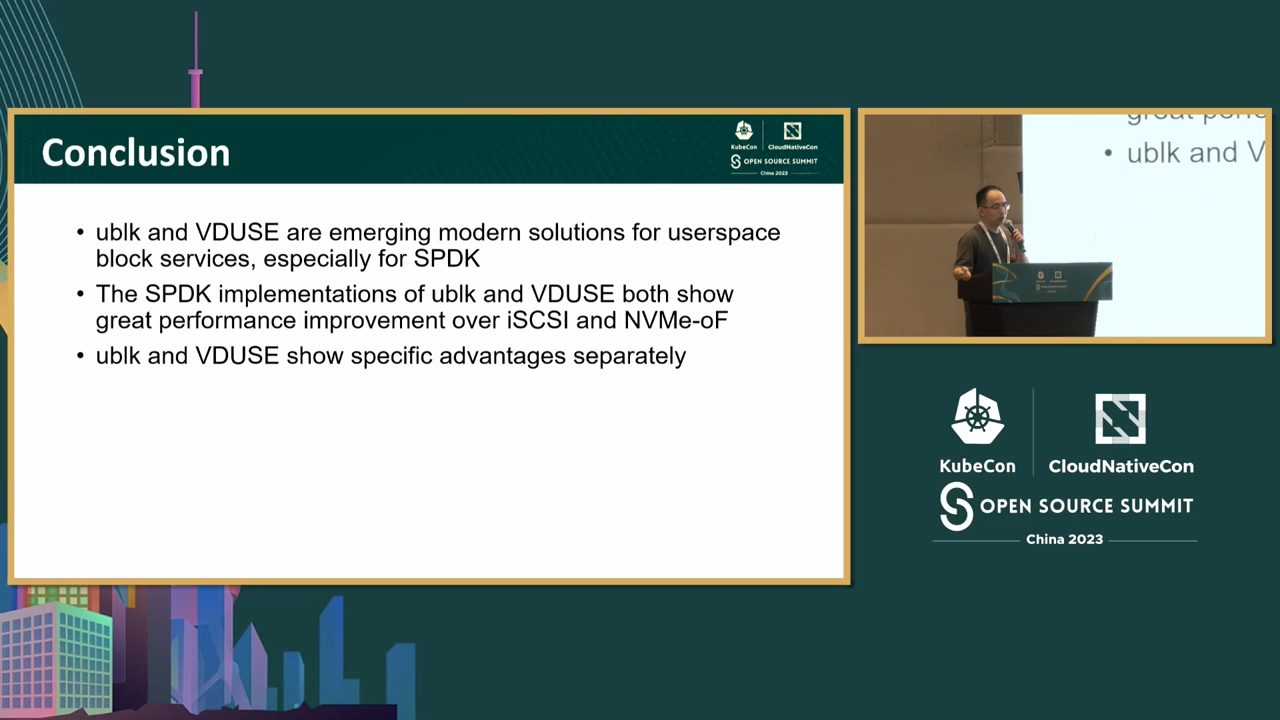 Conclusion
KubeCon
CloudNativeCon
OPEN SOURCE SUMMIT
China 2023
• ublk and VDUSE are emerging modern solutions for userspace
block services, especially for SPDK
• The SPDK implementations of ublk and VDUSE both show
great performance improvement over iSCSI and NVMe-oF
• ublk and VDUSE show specific advantages separately
• ublk and V
KubeCon
CloudNativeCon
OPEN SOURCE SUMMIT
China 2023